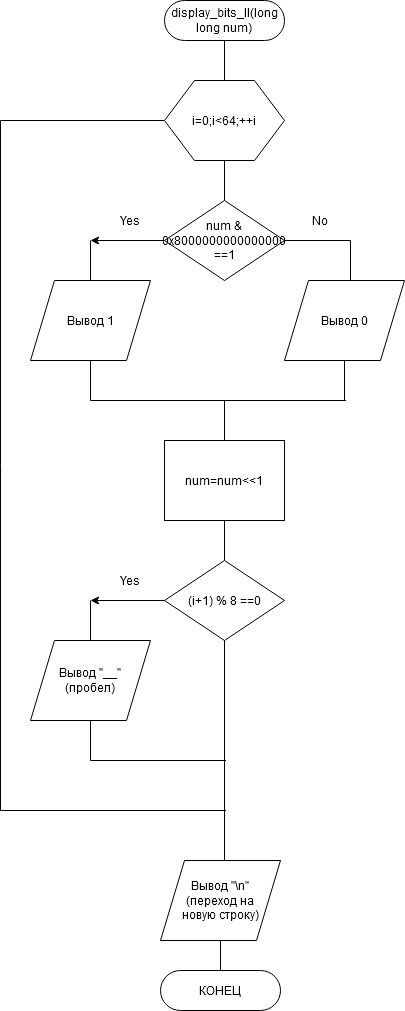 display_bits_ll(long
long num)
i=0;i<64;++i
num &
0x8000000000000000
==1
Yes
No
Вывод 1
Вывод 0
num=num<<1
(i+1) % 8 ==0
Yes
Вывод "__"
(пробел)
Вывод "\n"
(переход на
новую строку)
КОНЕЦ